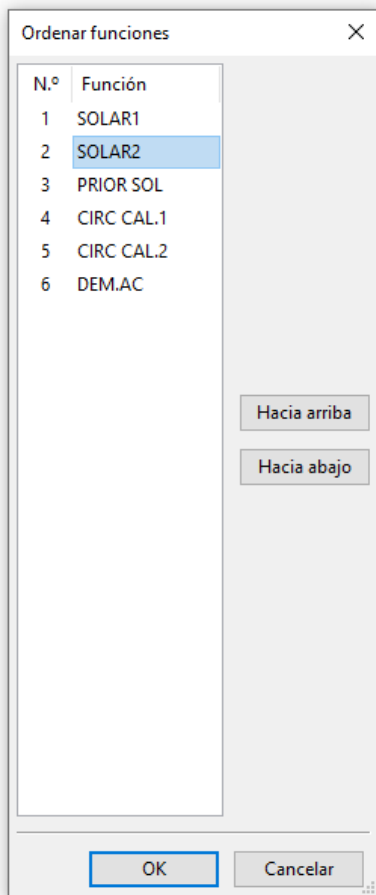 Ordenar funciones
N.º Función
1 SOLAR1
2 SOLAR2
3 PRIOR SOL
4 CIRC CAL.1
5 CIRC CAL.2
6 DEM.AC
Hacia arriba
Hacia abajo
OK Cancelar